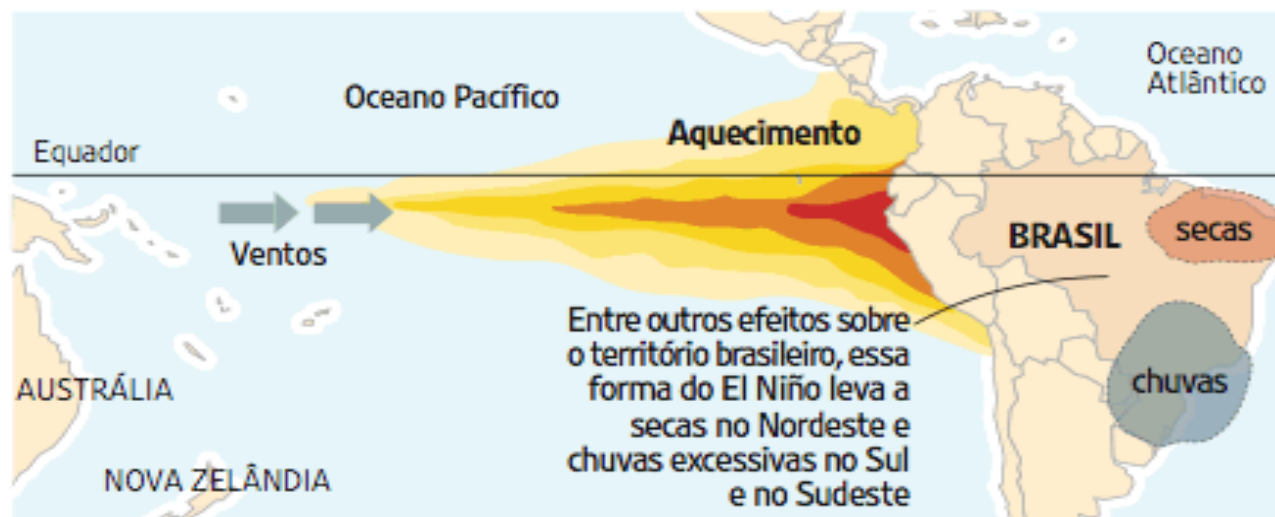 Oceano
Atlântico
Oceano Pacífico
Aquecimento
Equador
Ventos
BRASIL
secas
Entre outros efeitos sobre
o território brasileiro, essa
forma do El Niño leva a
secas no Nordeste e
chuvas excessivas no Sul
e no Sudeste
chuvas
AUSTRÁLIA
NOVA ZELÂNDIA